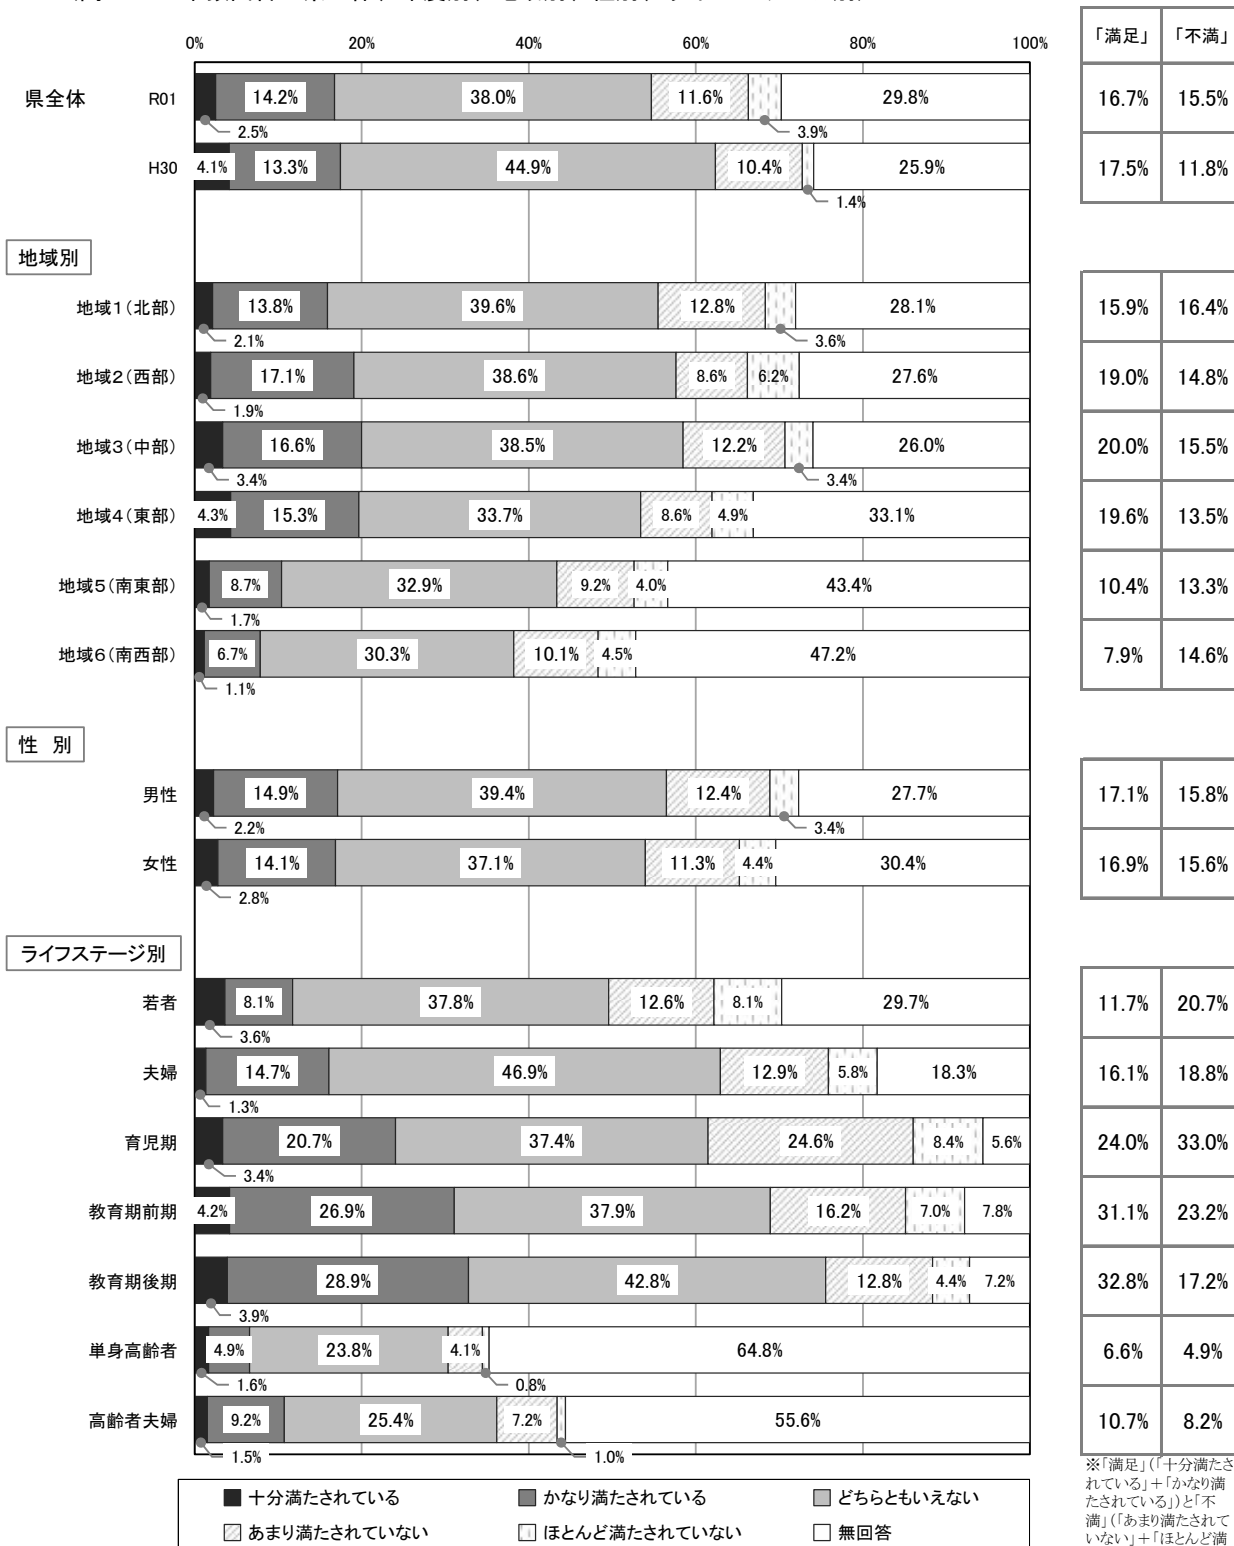 0% 20% 40% 60% 80% 100%
「満足」 「不満」
県全体 R01 14.2% 38.0% 11.6% 29.8% 16.7% 15.5%
2.5% 3.9%
H30 4.1% 13.3% 44.9% 10.4% 25.9% 17.5% 11.8%
1.4%
地域別
地域1(北部) 13.8% 39.6% 12.8% 28.1% 15.9% 16.4%
2.1% 3.6%
地域2(西部) 17.1% 38.6% 8.6% 6.2% 27.6% 19.0% 14.8%
1.9%
地域3(中部) 16.6% 38.5% 12.2% 26.0% 20.0% 15.5%
3.4% 3.4%
地域4(東部) 4.3% 15.3% 33.7% 8.6% 4.9% 33.1% 19.6% 13.5%
地域5(南東部) 8.7% 32.9% 9.2% 4.0% 43.4% 10.4% 13.3%
1.7%
地域6(南西部) 6.7% 30.3% 10.1% 4.5% 47.2% 7.9% 14.6%
1.1%
性 別
男性 14.9% 39.4% 12.4% 27.7% 17.1% 15.8%
2.2% 3.4%
女性 14.1% 37.1% 11.3% 4.4% 30.4% 16.9% 15.6%
2.8%
ライフステージ別
若者 8.1% 37.8% 12.6% 8.1% 29.7% 11.7% 20.7%
3.6%
夫婦 14.7% 46.9% 12.9% 5.8% 18.3% 16.1% 18.8%
1.3%
育児期 20.7% 37.4% 24.6% 8.4% 5.6% 24.0% 33.0%
3.4%
教育期前期 4.2% 26.9% 37.9% 16.2% 7.0% 7.8% 31.1% 23.2%
教育期後期 28.9% 42.8% 12.8% 4.4% 7.2% 32.8% 17.2%
3.9%
単身高齢者 4.9% 23.8% 4.1% 64.8% 6.6% 4.9%
1.6% 0.8%
高齢者夫婦 9.2% 25.4% 7.2% 55.6% 10.7% 8.2%
1.5% 1.0%
十分満たされている かなり満たされている どちらともいえない
あまり満たされていない ほとんど満たされていない 無回答
※「満足」(「十分満たさ
れている」+「かなり満
たされている」)と「不
満」(「あまり満たされて
いない」+「ほとんど満